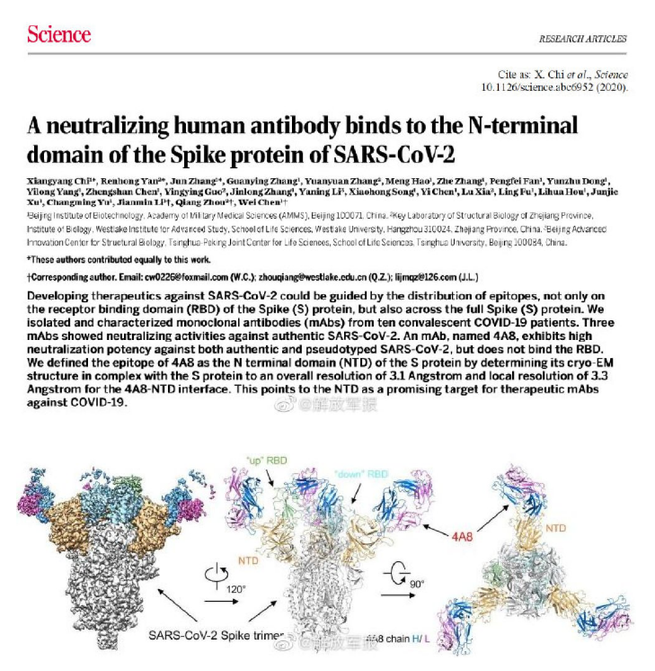 Science
RESEARCH ARTICLES
Cite as: X. Chi et al., Science
10.1126/science.abc6952 (2020).
A neutralizing human antibody binds to the N-terminal
domain of the Spike protein of SARS-CoV-2
Xiangyang Chi¹*, Renhong Yan²*, Jun Zhang¹*, Guanying Zhang¹, Yuanyuan Zhang², Meng Hao¹, Zhe Zhang¹, Pengfei Fan¹, Yunzhu Dong¹,
Yilong Yang¹, Zhengshan Chen¹, Yingying Guo², Jinlong Zhang¹, Yaning Li³, Xiaohong Song¹, Yi Chen¹, Lu Xia², Ling Fu¹, Lihua Hou¹, Junjie
Xu¹, Changming Yu¹, Jianmin Li¹†, Qiang Zhou²†, Wei Chen¹†
¹Beijing Institute of Biotechnology, Academy of Military Medical Sciences (AMMS), Beijing 100071, China. ²Key Laboratory of Structural Biology of Zhejiang Province,
Institute of Biology, Westlake Institute for Advanced Study, School of Life Sciences, Westlake University, Hangzhou 310024, Zhejiang Province, China. ³Beijing Advanced
Innovation Center for Structural Biology, Tsinghua-Peking Joint Center for Life Sciences, School of Life Sciences, Tsinghua University, Beijing 100084, China.
*These authors contributed equally to this work.
†Corresponding author. Email: cw0226@foxmail.com (W.C.); zhouqiang@westlake.edu.cn (Q.Z.); lijmqz@126.com (J.L.)
Developing therapeutics against SARS-CoV-2 could be guided by the distribution of epitopes, not only on
the receptor binding domain (RBD) of the Spike (S) protein, but also across the full Spike (S) protein. We
isolated and characterized monoclonal antibodies (mAbs) from ten convalescent COVID-19 patients. Three
mAbs showed neutralizing activities against authentic SARS-CoV-2. An mAb, named 4A8, exhibits high
neutralization potency against both authentic and pseudotyped SARS-CoV-2, but does not bind the RBD.
We defined the epitope of 4A8 as the N terminal domain (NTD) of the S protein by determining its cryo-EM
structure in complex with the S protein to an overall resolution of 3.1 Angstrom and local resolution of 3.3
Angstrom for the 4A8-NTD interface. This points to the NTD as a promising target for therapeutic mAbs
against COVID-19.
@解放军报
"up" RBD
"down" RBD
4A8
NTD
NTD
120°
90°
SARS-CoV-2 Spike trimer
4A8 chain H/ L
@解放军报